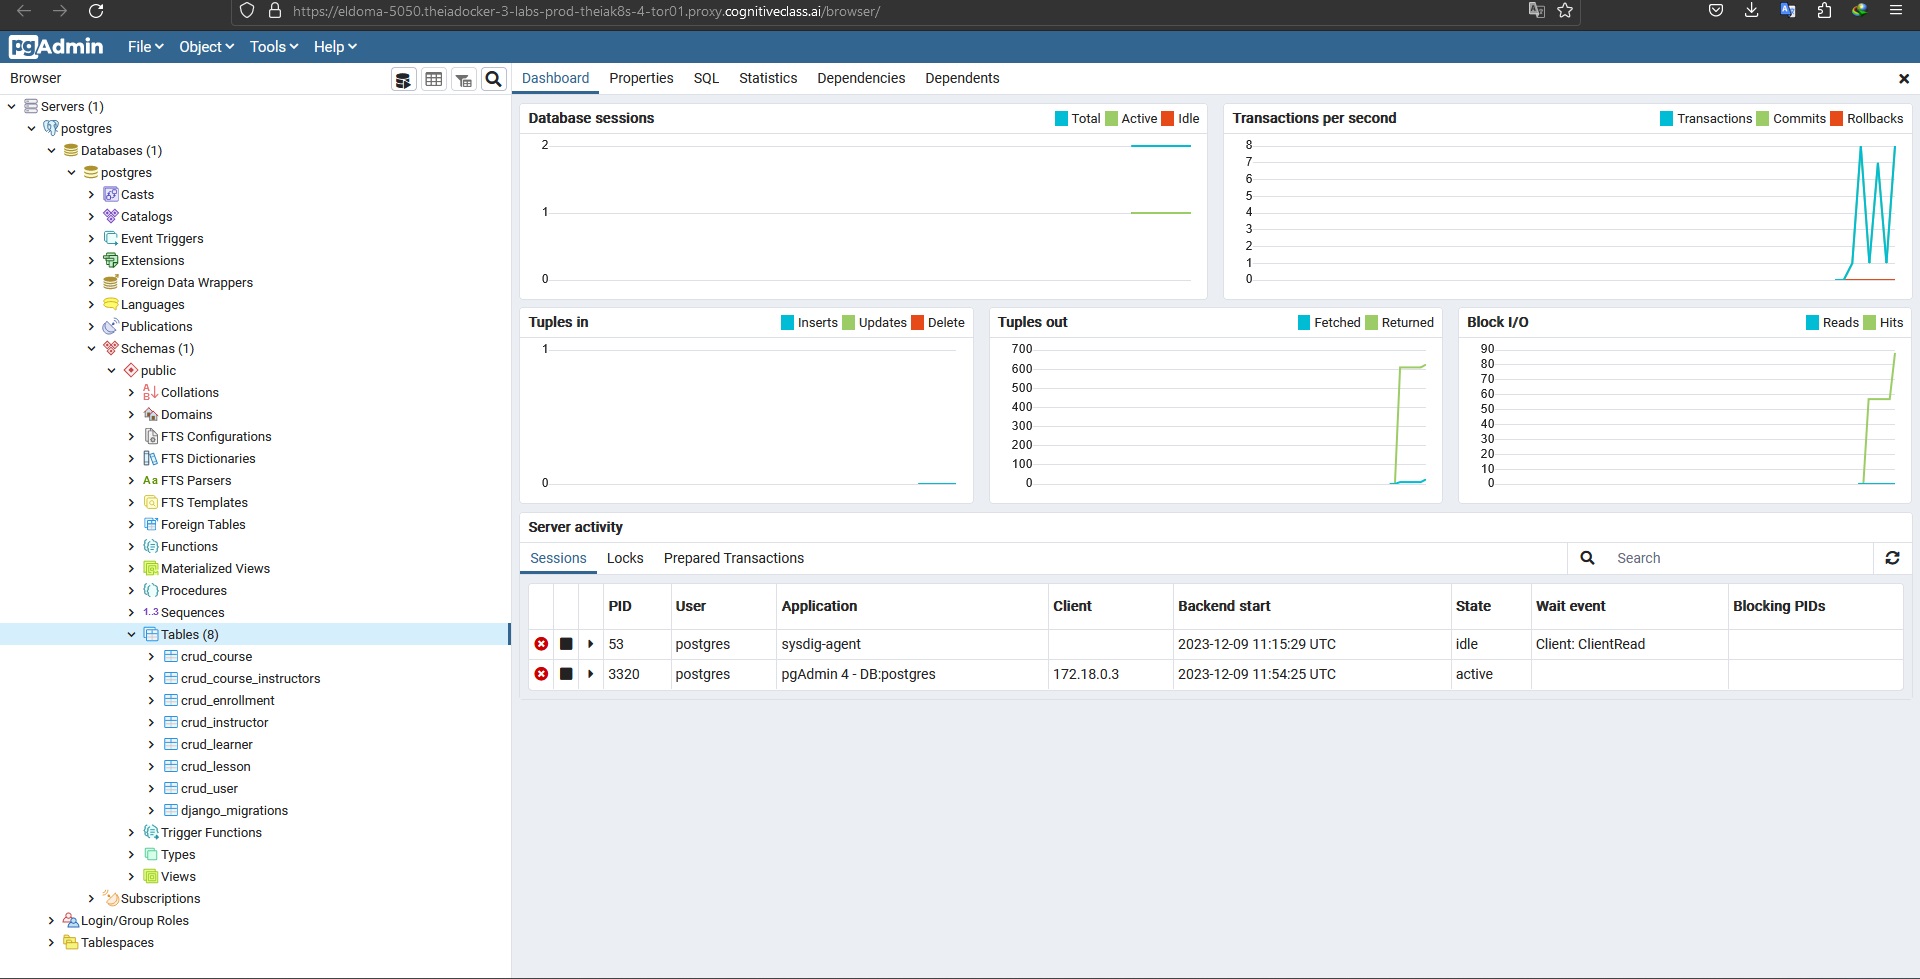 https://eldoma-5050.theiadocker-3-labs-prod-theiak8s-4-tor01.proxy.cognitiveclass.ai/browser/
pgAdmin File Object Tools Help
Browser
Servers (1)
postgres
Databases (1)
postgres
Casts
Catalogs
Event Triggers
Extensions
Foreign Data Wrappers
Languages
Publications
Schemas (1)
public
Collations
Domains
FTS Configurations
FTS Dictionaries
Aa FTS Parsers
FTS Templates
Foreign Tables
Functions
Materialized Views
Procedures
1..3 Sequences
Tables (8)
crud_course
crud_course_instructors
crud_enrollment
crud_instructor
crud_learner
crud_lesson
crud_user
django_migrations
Trigger Functions
Types
Views
Subscriptions
Login/Group Roles
Tablespaces
Dashboard Properties SQL Statistics Dependencies Dependents
Database sessions Total Active Idle
2
1
0
Transactions per second Transactions Commits Rollbacks
8
7
6
5
4
3
2
1
0
Tuples in Inserts Updates Delete
1
0
Tuples out Fetched Returned
700
600
500
400
300
200
100
0
Block I/O Reads Hits
90
80
70
60
50
40
30
20
10
0
Server activity
Sessions Locks Prepared Transactions Search
PID User Application Client Backend start State Wait event Blocking PIDs
53 postgres sysdig-agent 2023-12-09 11:15:29 UTC idle Client: ClientRead
3320 postgres pgAdmin 4 - DB:postgres 172.18.0.3 2023-12-09 11:54:25 UTC active